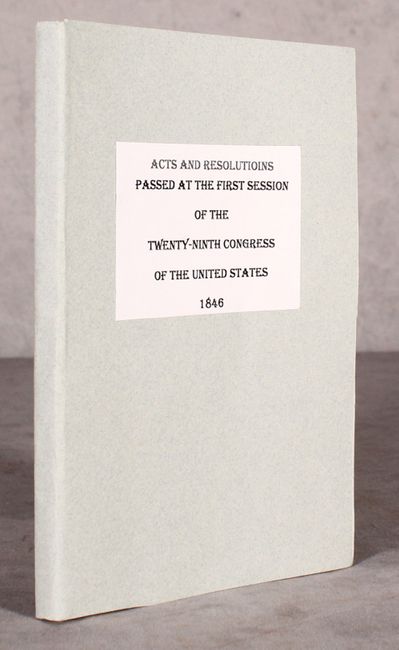 ACTS AND RESOLUTIOINS
PASSED AT THE FIRST SESSION
OF THE
TWENTY-NINTH CONGRESS
OF THE UNITED STATES
1846